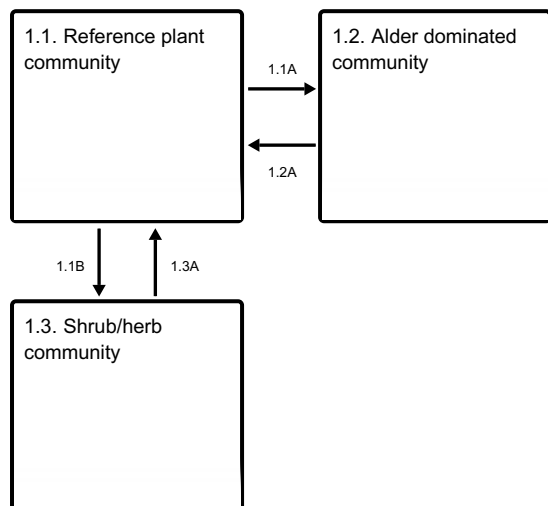 1.1. Reference plant
community
1.2. Alder dominated
community
1.1A
1.2A
1.1B
1.3A
1.3. Shrub/herb
community